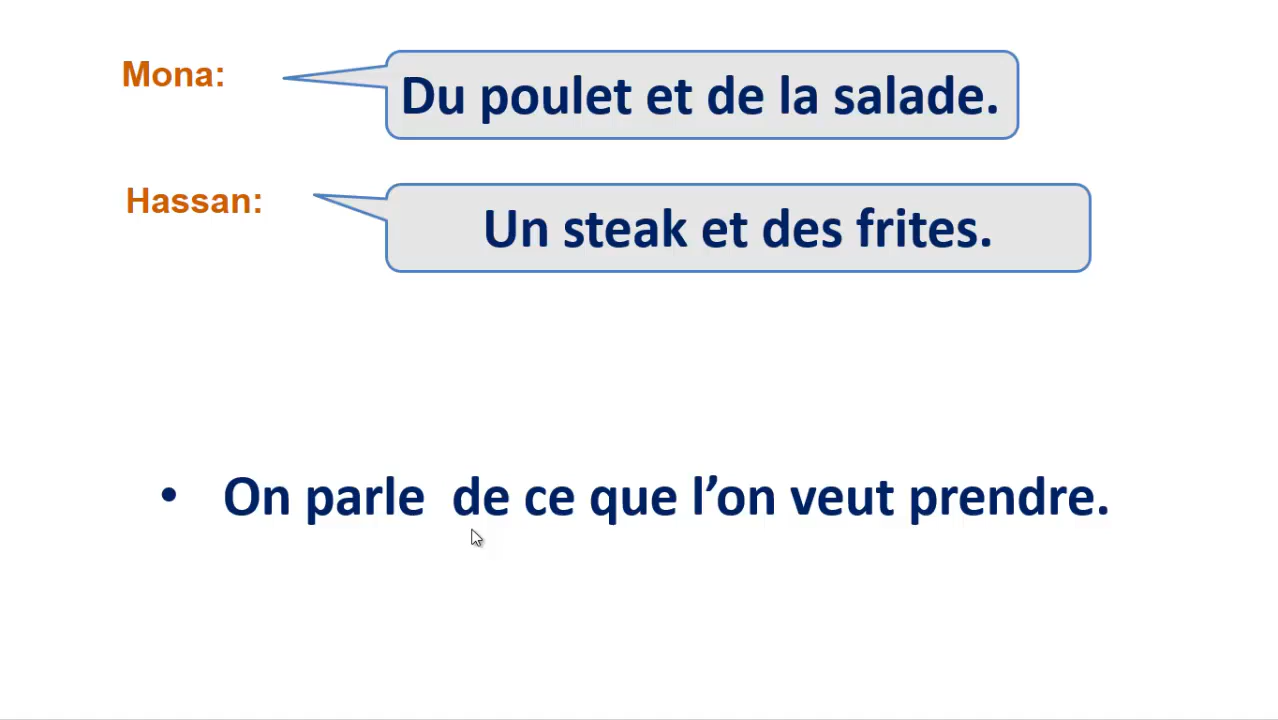 Mona:
Du poulet et de la salade.
Hassan:
Un steak et des frites.
• On parle de ce que l’on veut prendre.